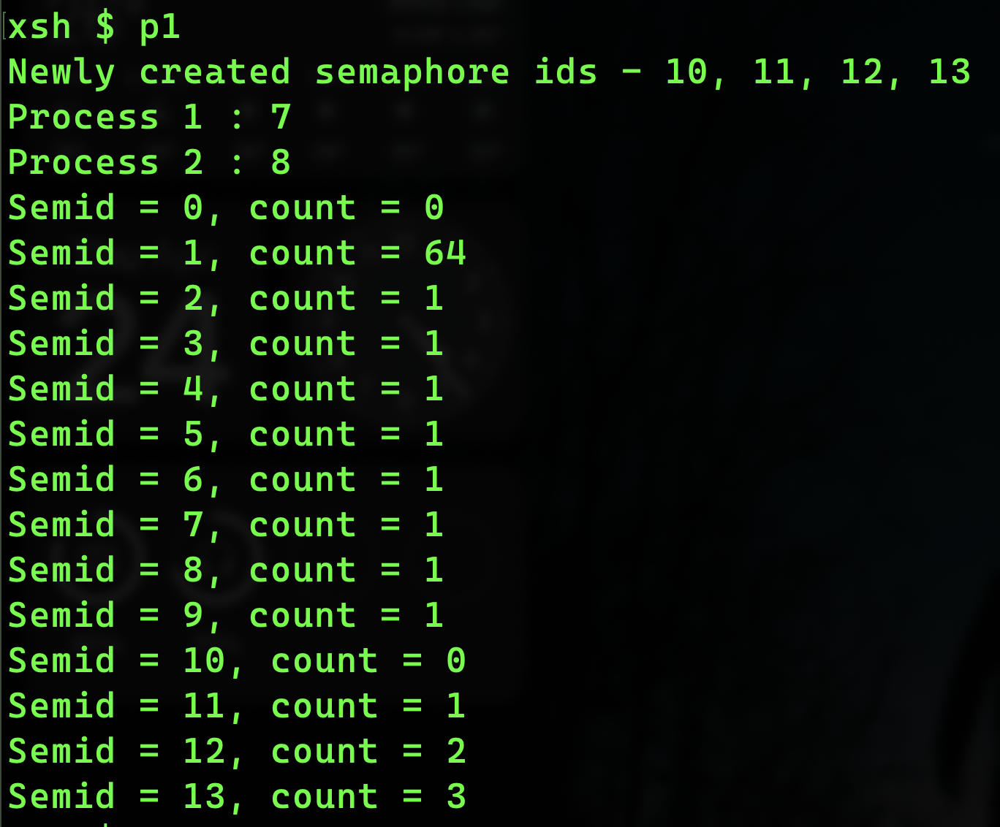 xsh $ p1
Newly created semaphore ids - 10, 11, 12, 13
Process 1 : 7
Process 2 : 8
Semid = 0, count = 0
Semid = 1, count = 64
Semid = 2, count = 1
Semid = 3, count = 1
Semid = 4, count = 1
Semid = 5, count = 1
Semid = 6, count = 1
Semid = 7, count = 1
Semid = 8, count = 1
Semid = 9, count = 1
Semid = 10, count = 0
Semid = 11, count = 1
Semid = 12, count = 2
Semid = 13, count = 3